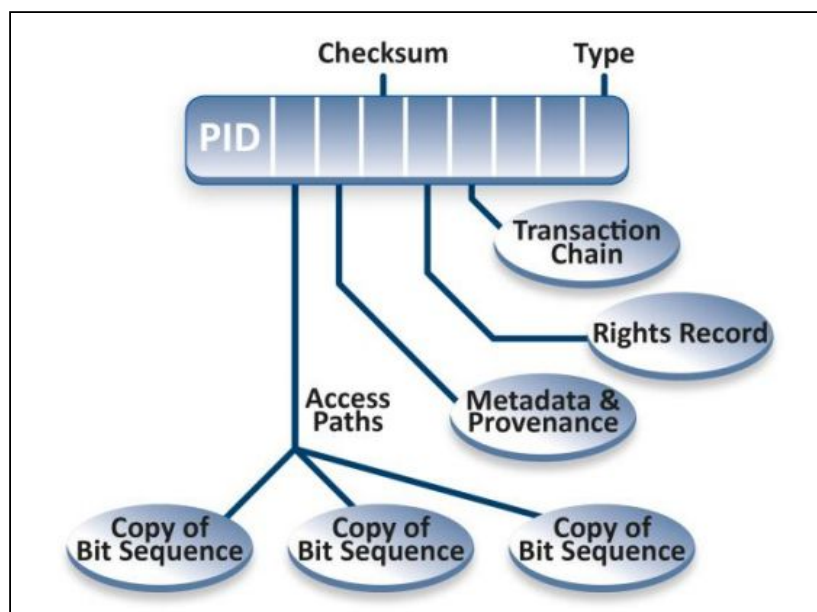 Checksum
Type
PID
Transaction
Chain
Rights Record
Access
Paths
Metadata &
Provenance
Copy of
Bit Sequence
Copy of
Bit Sequence
Copy of
Bit Sequence